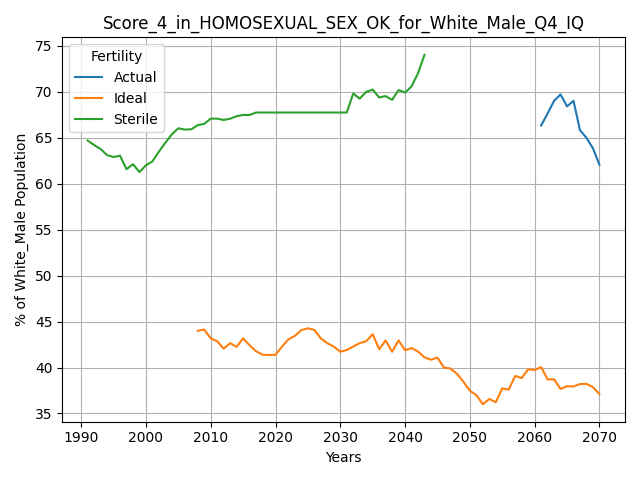 Score_4_in_HOMOSEXUAL_SEX_OK_for_White_Male_Q4_IQ
75
70
65
60
55
50
45
40
35
% of White_Male Population
Fertility
Actual
Ideal
Sterile
1990 2000 2010 2020 2030 2040 2050 2060 2070
Years